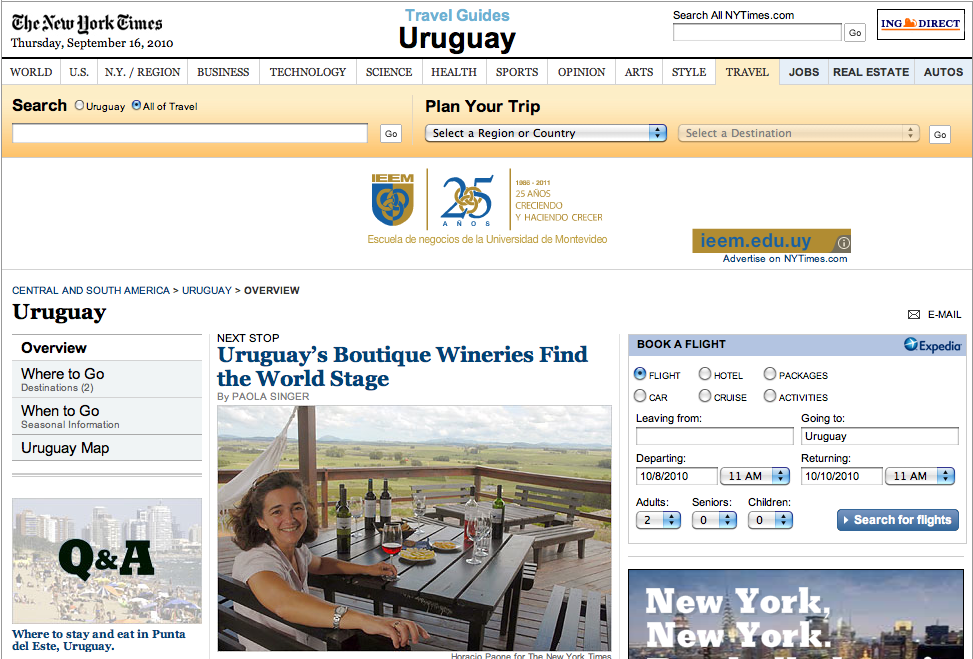 The New York Times
Thursday, September 16, 2010
Travel Guides
Uruguay
Search All NYTimes.com
Go
ING DIRECT
WORLD U.S. N.Y. / REGION BUSINESS TECHNOLOGY SCIENCE HEALTH SPORTS OPINION ARTS STYLE TRAVEL JOBS REAL ESTATE AUTOS
Search Uruguay All of Travel
Go
Plan Your Trip
Select a Region or Country Select a Destination Go
IEEM
25
AÑOS
1986 - 2011
25 AÑOS
CRECIENDO
Y HACIENDO CRECER
Escuela de negocios de la Universidad de Montevideo
ieem.edu.uy
Advertise on NYTimes.com
CENTRAL AND SOUTH AMERICA > URUGUAY > OVERVIEW
Uruguay
E-MAIL
Overview
Where to Go
Destinations (2)
When to Go
Seasonal Information
Uruguay Map
Q&A
Where to stay and eat in Punta
del Este, Uruguay.
NEXT STOP
Uruguay's Boutique Wineries Find
the World Stage
By PAOLA SINGER
Horacio Paone for The New York Times
BOOK A FLIGHT Expedia
FLIGHT HOTEL PACKAGES
CAR CRUISE ACTIVITIES
Leaving from: Going to:
Uruguay
Departing: Returning:
10/8/2010 11 AM 10/10/2010 11 AM
Adults: Seniors: Children:
2 0 0 Search for flights
New York,
New York.